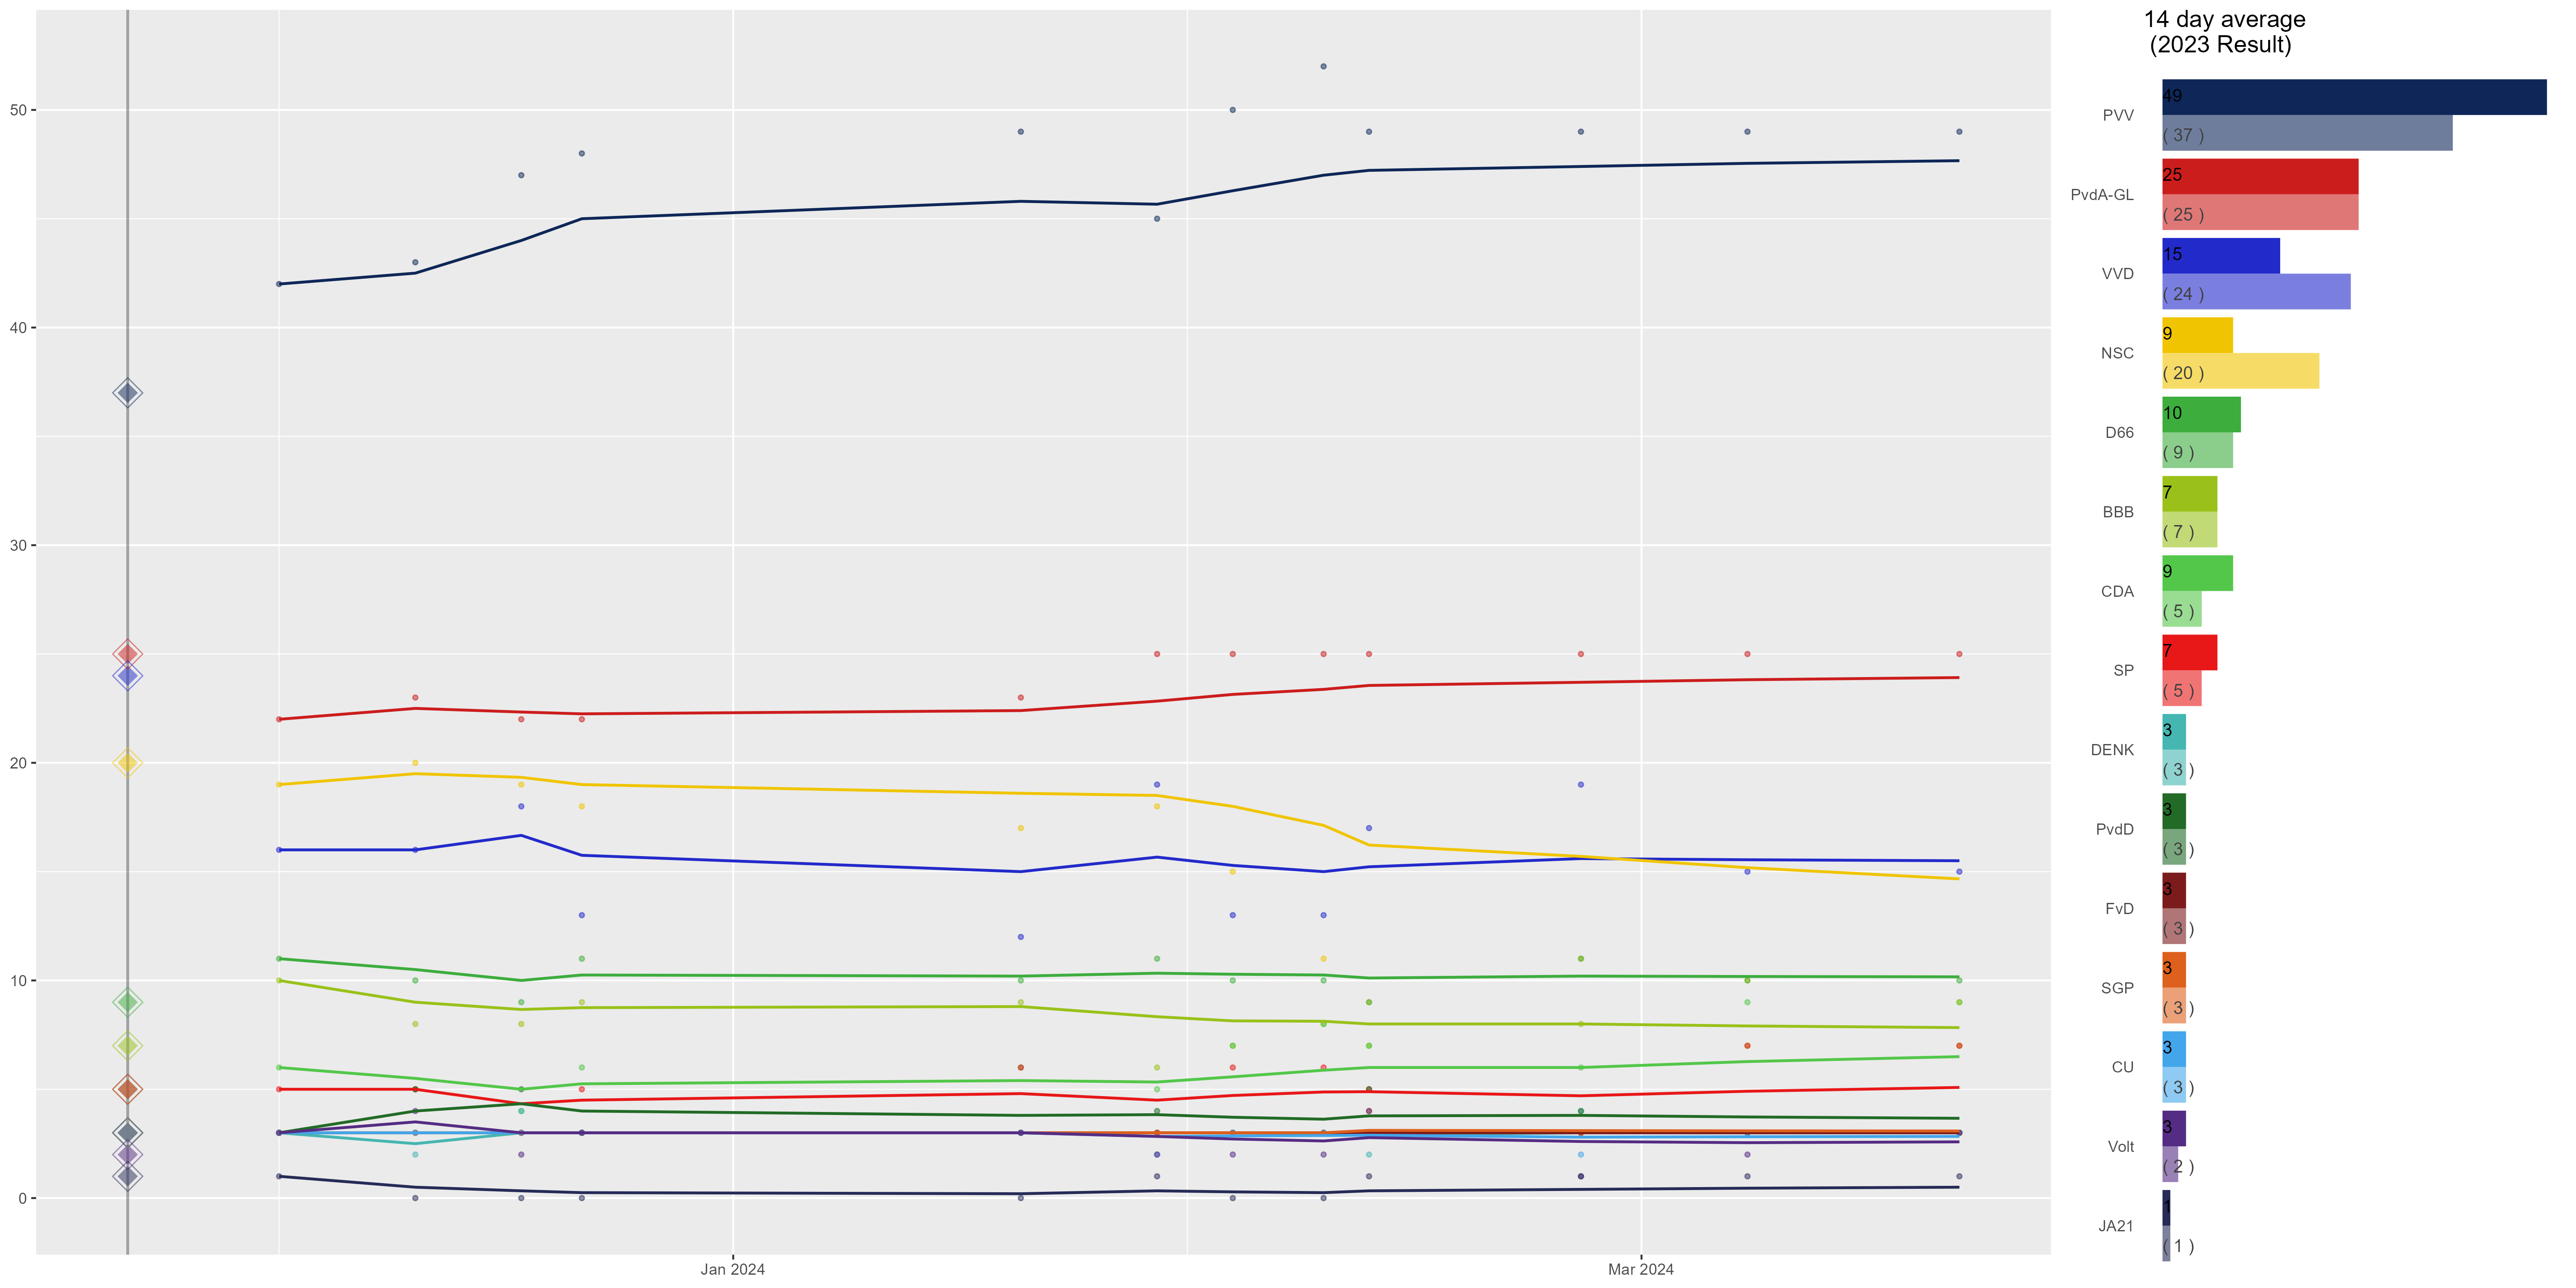 14 day average
(2023 Result)
50
40
30
20
10
0
Jan 2024
Mar 2024
PVV
49
( 37 )
PvdA-GL
25
( 25 )
VVD
15
( 24 )
NSC
9
( 20 )
D66
10
( 9 )
BBB
7
( 7 )
CDA
9
( 5 )
SP
7
( 5 )
DENK
3
( 3 )
PvdD
3
( 3 )
FvD
3
( 3 )
SGP
3
( 3 )
CU
3
( 3 )
Volt
3
( 2 )
JA21
1
( 1 )